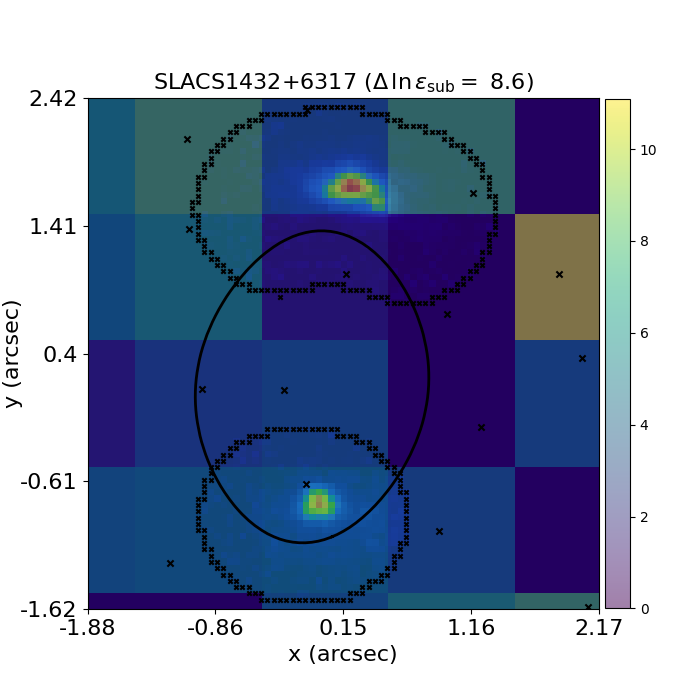 SLACS1432+6317 (Δ ln ε_sub = 8.6)
2.42
1.41
0.4
-0.61
-1.62
y (arcsec)
-1.88 -0.86 0.15 1.16 2.17
x (arcsec)
10
8
6
4
2
0